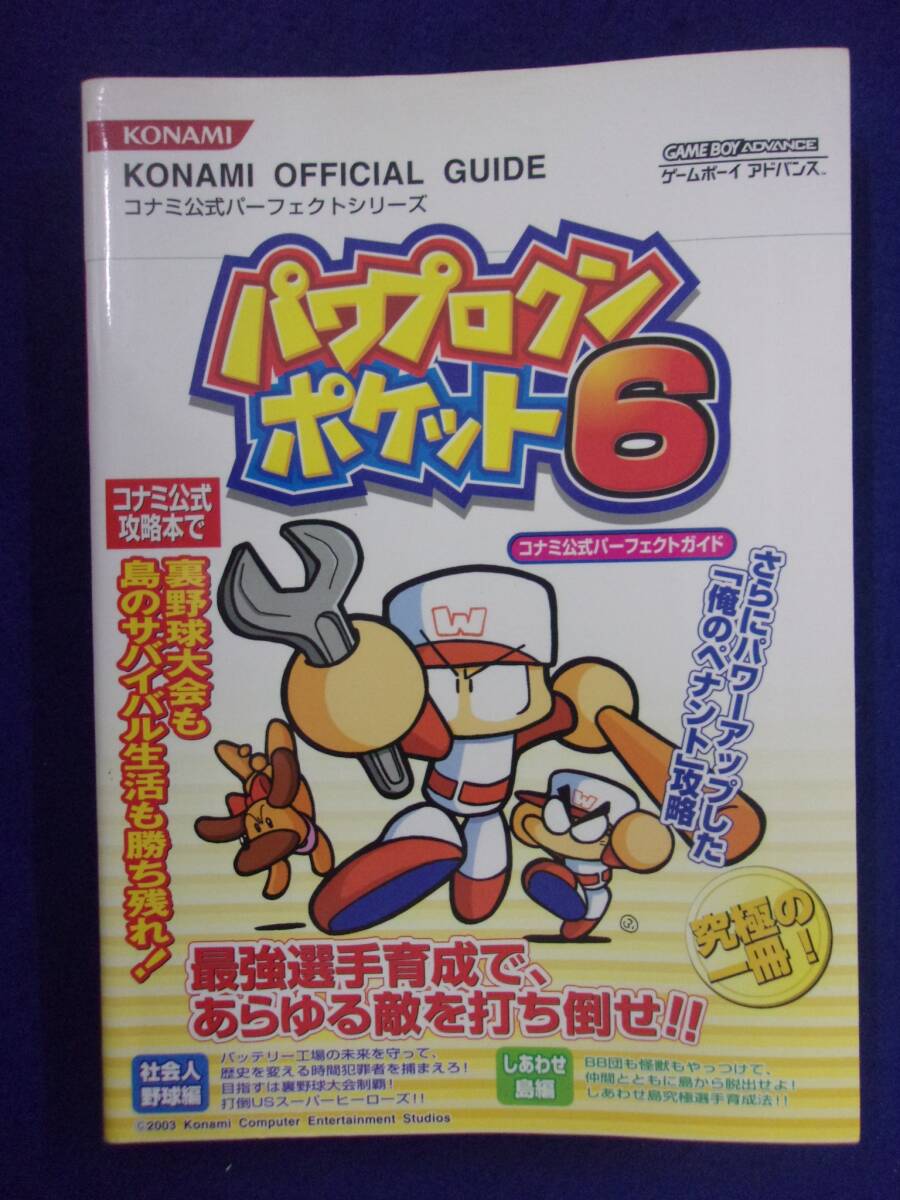 KONAMI
KONAMI OFFICIAL GUIDE
コナミ公式パーフェクトシリーズ
GAME BOY ADVANCE
ゲームボーイ アドバンス™
パワプロクン
ポケット6
コナミ公式パーフェクトガイド
コナミ公式
攻略本で
裏野球大会も
島のサバイバル生活も勝ち残れ!
さらにパワーアップした
「俺のペナント」攻略
W
W
究極の
一冊!
最強選手育成で、
あらゆる敵を打ち倒せ!!
社会人
野球編
バッテリー工場の未来を守って、
歴史を変える時間犯罪者を捕まえろ!
目指すは裏野球大会制覇!
打倒USスーパーヒーローズ!!
しあわせ
島編
BB団も怪獣もやっつけて、
仲間とともに島から脱出せよ!
しあわせ島究極選手育成法!!
©2003 Konami Computer Entertainment Studios